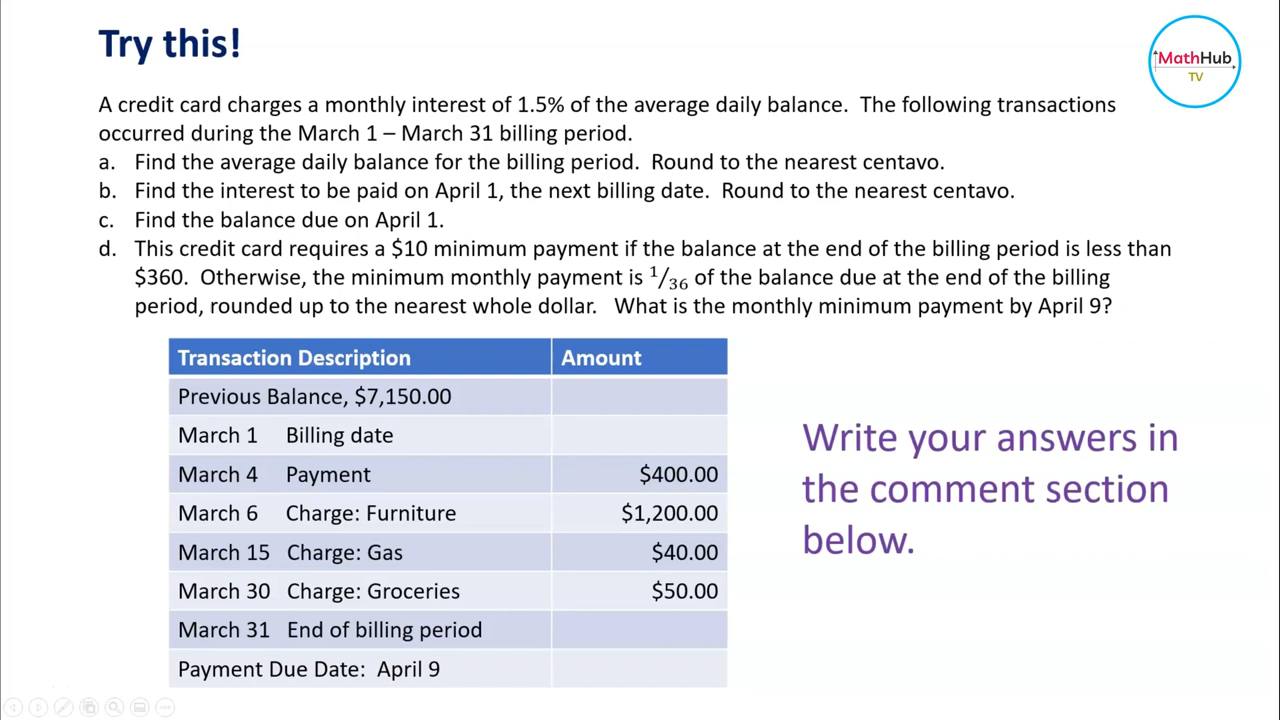 Try this!
MathHub
TV
A credit card charges a monthly interest of 1.5% of the average daily balance.  The following transactions
occurred during the March 1 – March 31 billing period.
a. Find the average daily balance for the billing period.  Round to the nearest centavo.
b. Find the interest to be paid on April 1, the next billing date.  Round to the nearest centavo.
c. Find the balance due on April 1.
d. This credit card requires a $10 minimum payment if the balance at the end of the billing period is less than
$360.  Otherwise, the minimum monthly payment is 1/36 of the balance due at the end of the billing
period, rounded up to the nearest whole dollar.   What is the monthly minimum payment by April 9?
Transaction Description Amount
Previous Balance, $7,150.00
March 1 Billing date
March 4 Payment $400.00
March 6 Charge: Furniture $1,200.00
March 15 Charge: Gas $40.00
March 30 Charge: Groceries $50.00
March 31 End of billing period
Payment Due Date:  April 9
Write your answers in
the comment section
below.